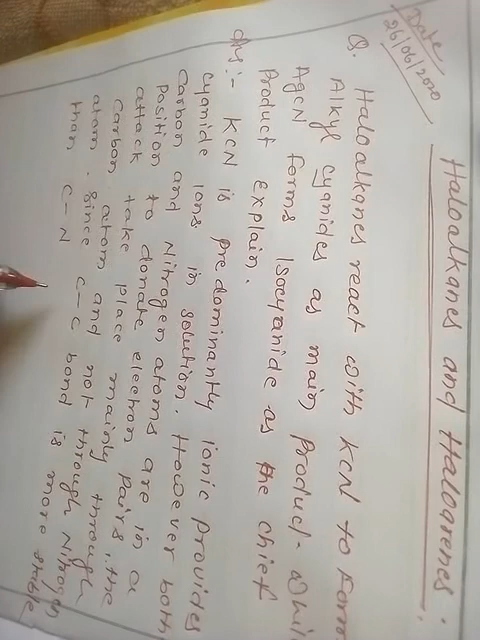 Date
26/06/2020
Haloalkanes and Haloarenes.
Q. Haloalkanes react with KCN to form
Alkyl cyanides as main product. Whil
AgCN forms Isocyanide as the chief
Product Explain.
Ans:- KCN is predominantly ionic provides
cyanide ions in solution. However both
Carbon and Nitrogen atoms are in a
Position to donate electron pairs, the
attack take place mainly through
Carbon atom and not through Nitrogen
atom. Since C-C bond is more stable
than C-N